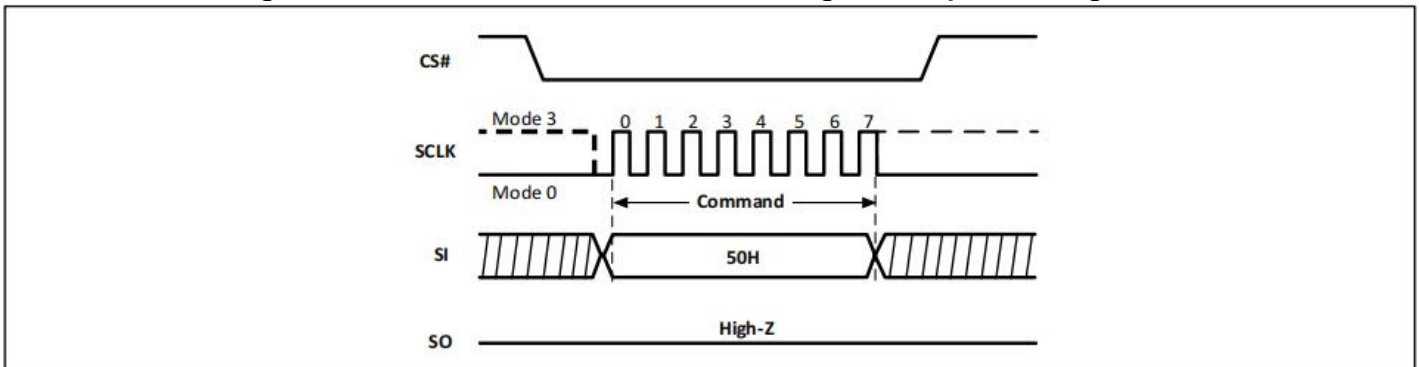 CS#
Mode 3
0 1 2 3 4 5 6 7
SCLK
Mode 0
Command
SI
50H
High-Z
SO